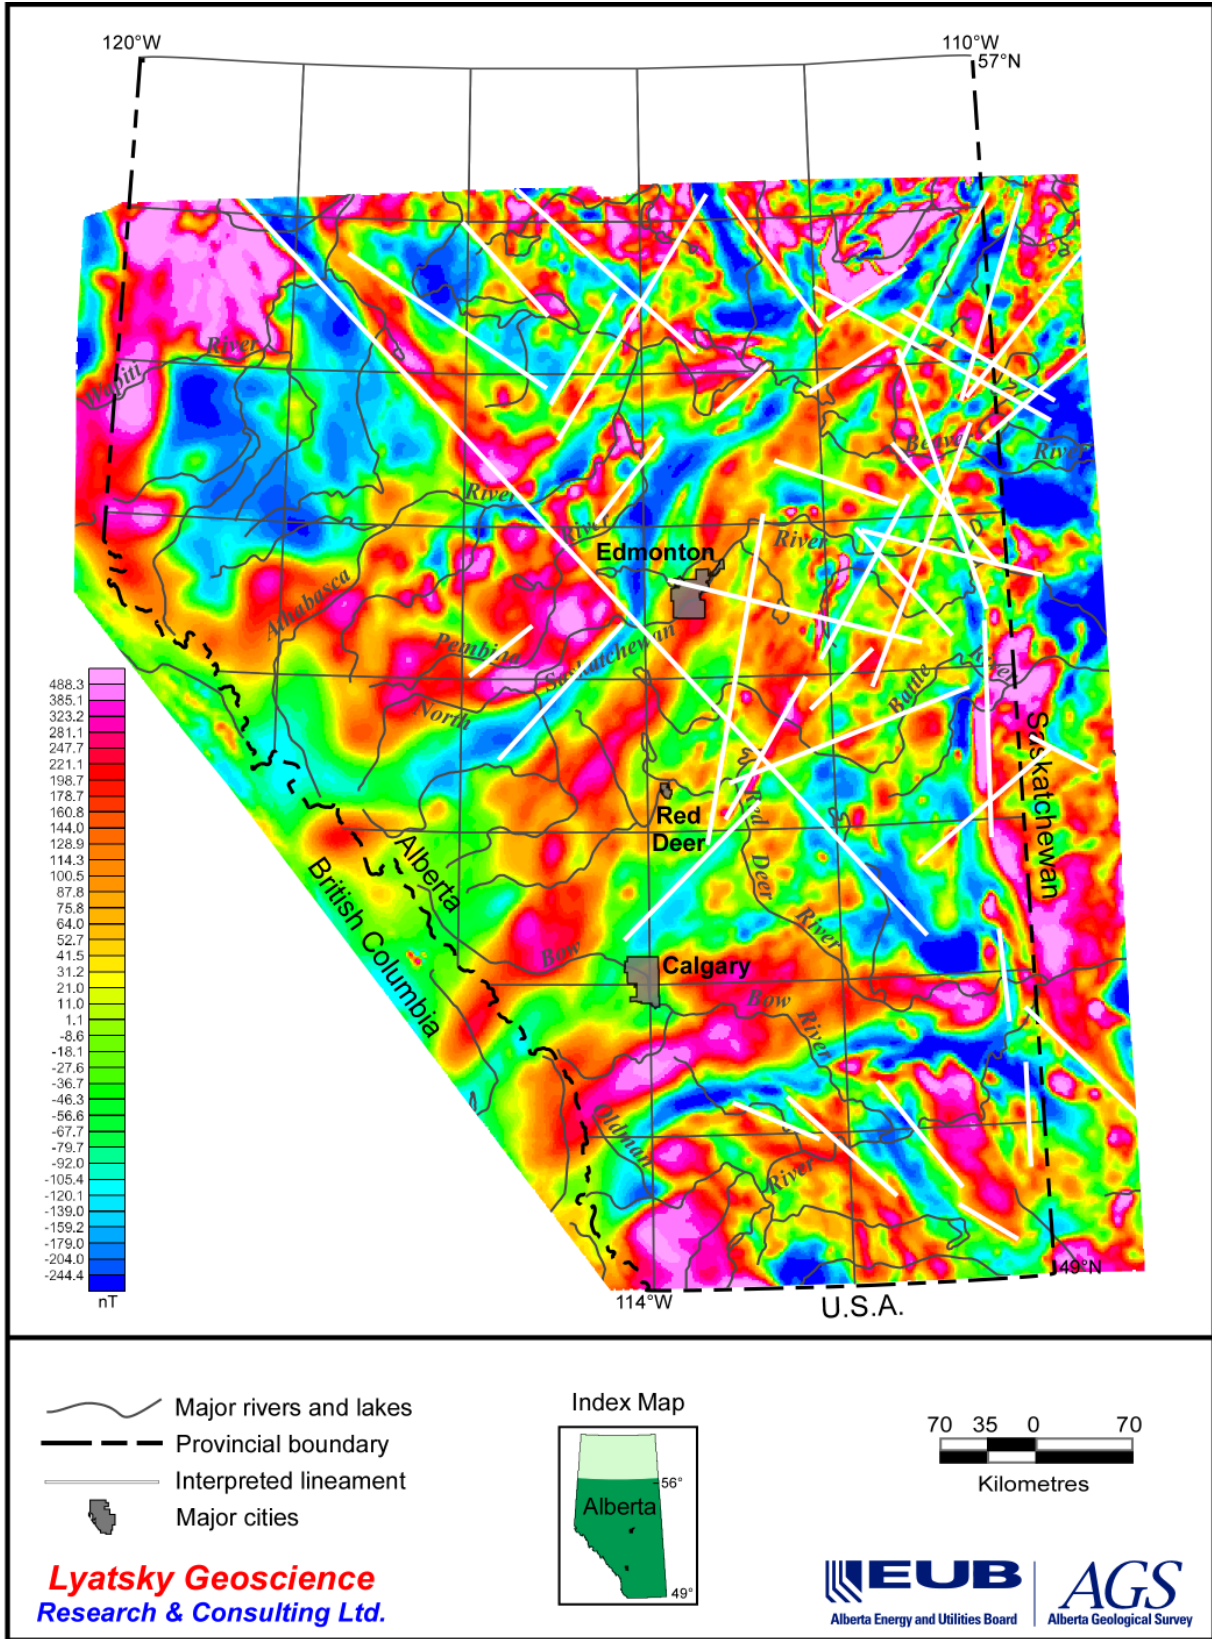 120°W
110°W
57°N
Wapiti
River
Beaver
River
River
River
River
Edmonton
Athabasca
Pembina
Saskatchewan
North
Battle
River
Saskatchewan
Red
Deer
Red
Deer
River
Alberta
British Columbia
Bow
Calgary
Bow
River
Oldman
River
49°N
114°W
U.S.A.
488.3
385.1
323.2
281.1
247.7
221.1
198.7
178.7
160.8
144.0
128.9
114.3
100.5
87.8
75.8
64.0
52.7
41.5
31.2
21.0
11.0
1.1
-8.6
-18.1
-27.6
-36.7
-46.3
-56.6
-67.7
-79.7
-92.0
-105.4
-120.1
-139.0
-159.2
-179.0
-204.0
-244.4
nT
Major rivers and lakes
Provincial boundary
Interpreted lineament
Major cities
Index Map
56°
Alberta
49°
70 35 0 70
Kilometres
Lyatsky Geoscience
Research & Consulting Ltd.
EUB
Alberta Energy and Utilities Board
AGS
Alberta Geological Survey